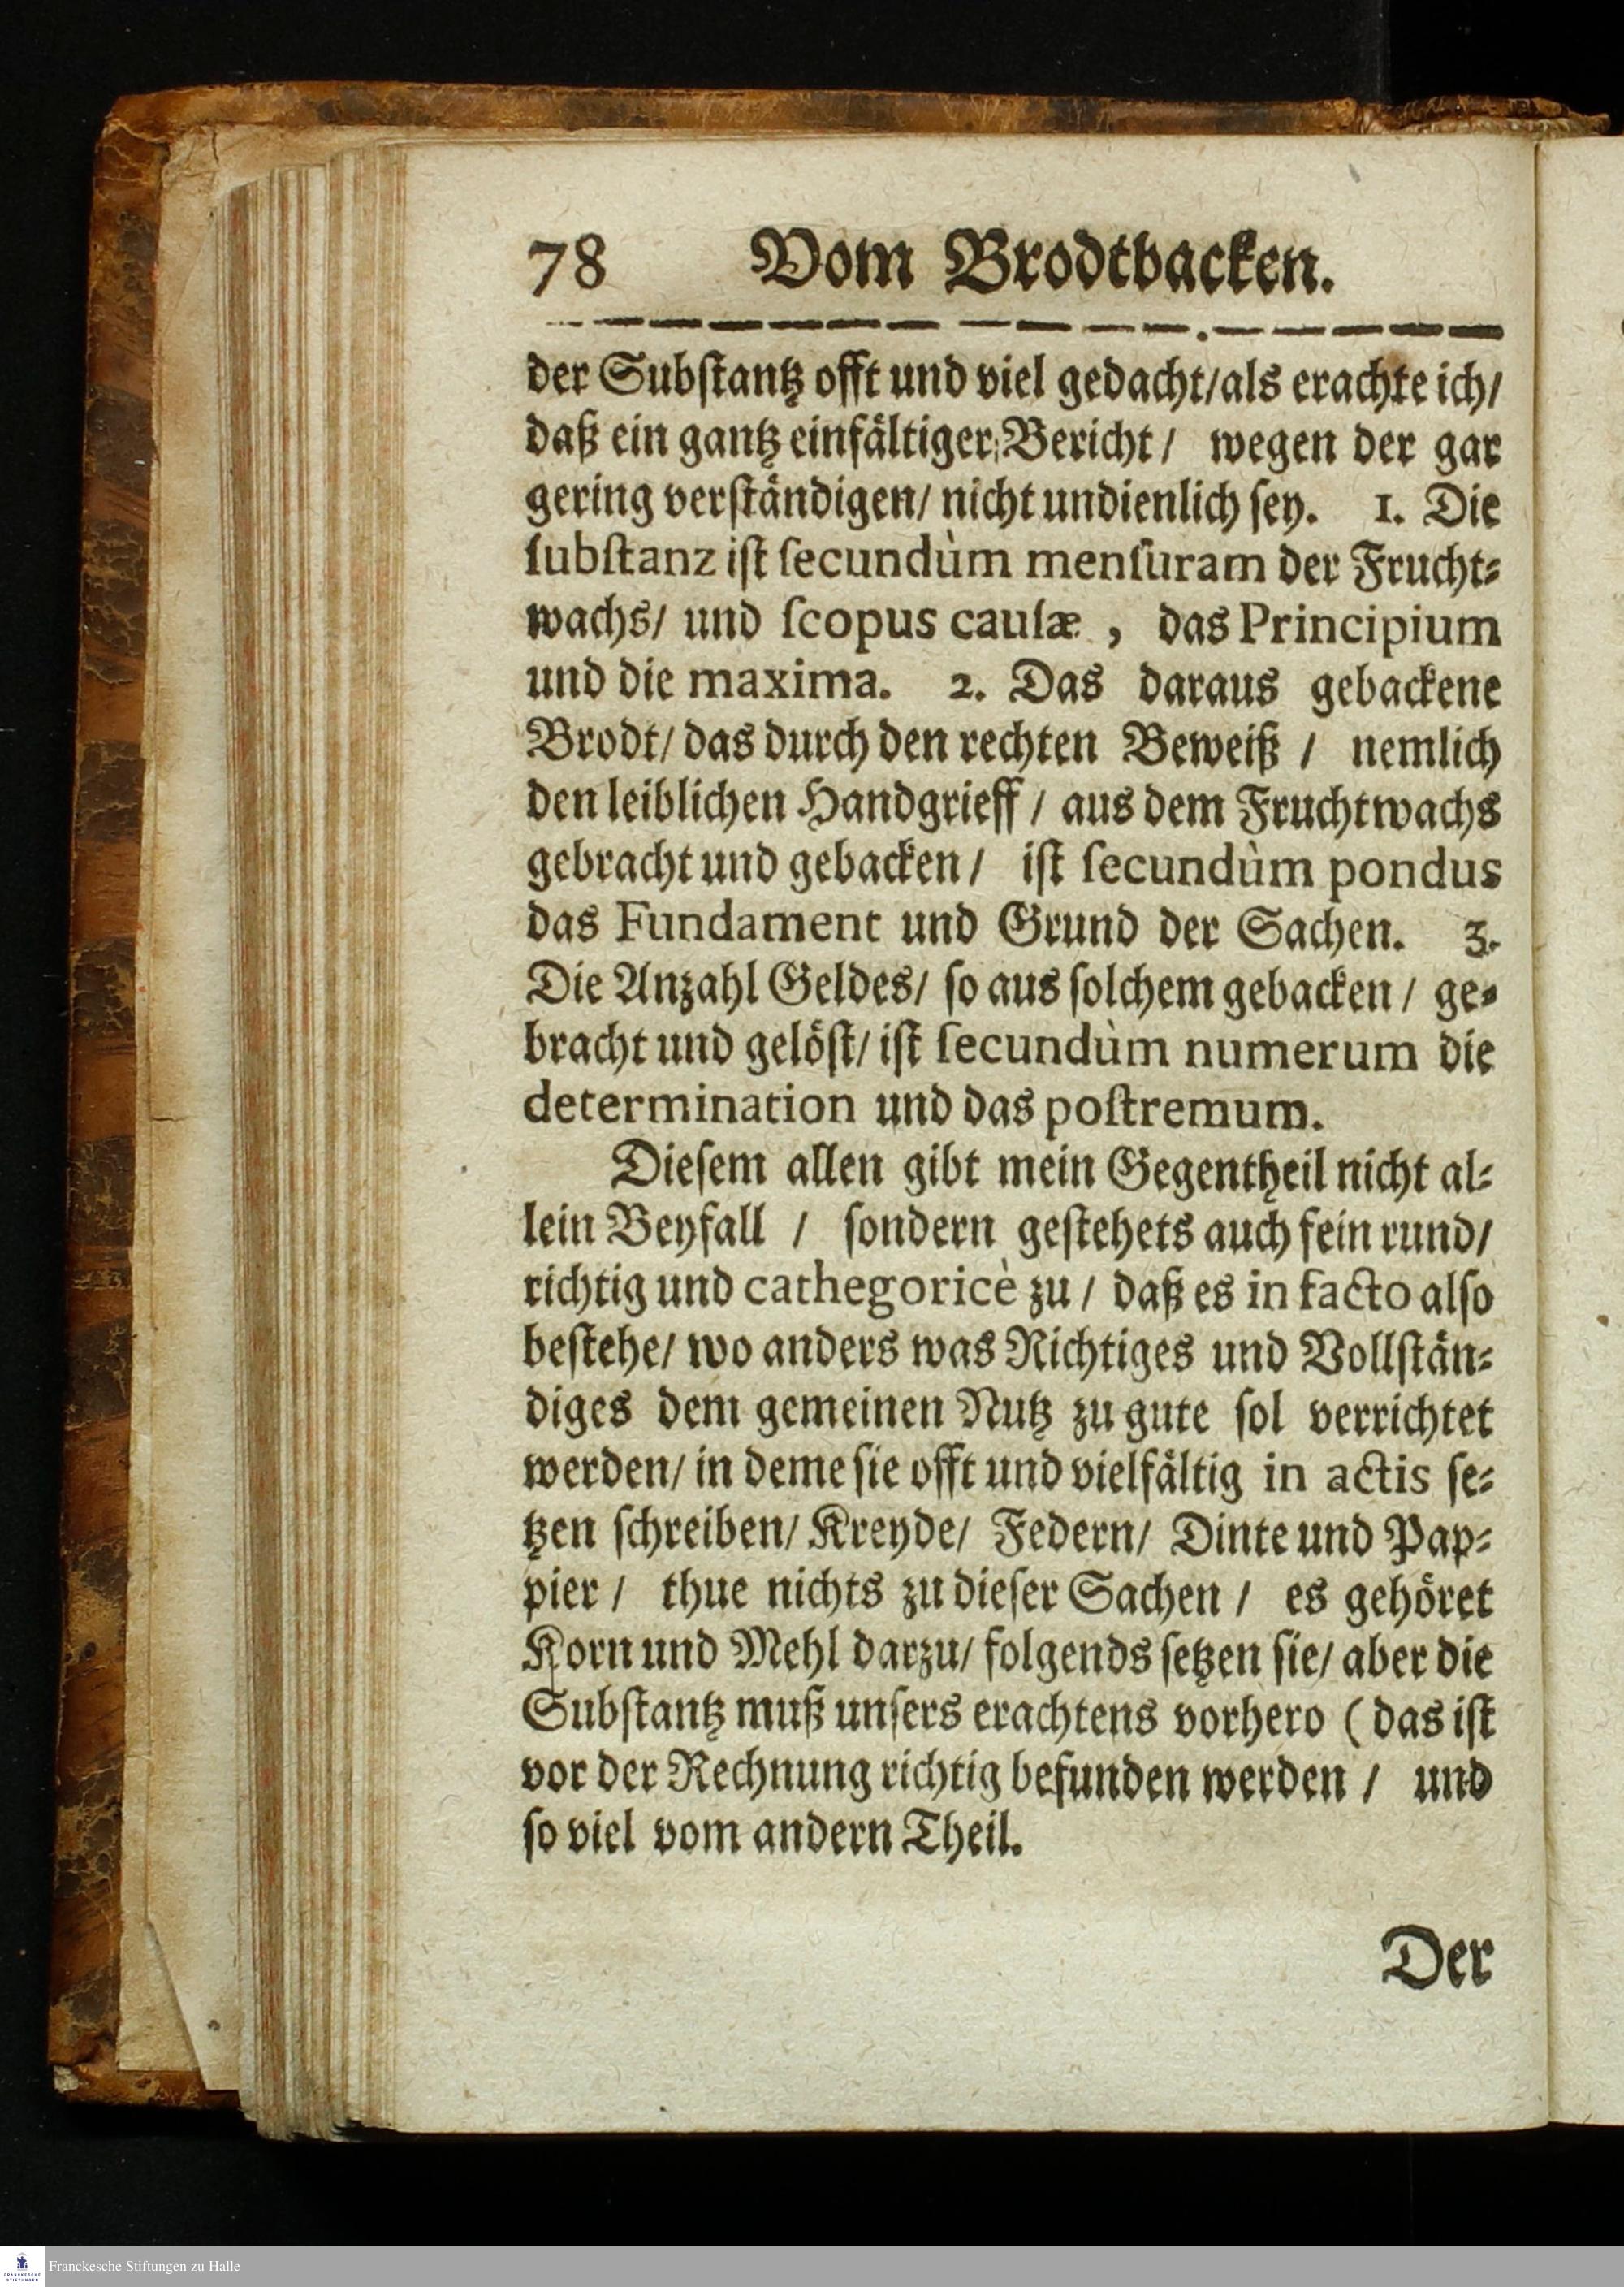 78 Vom Brodtbacken.
der Subſtantz offt und viel gedacht/als erachte ich/
daß ein gantz einfältiger Bericht / wegen der gar
gering verſtändigen/ nicht undienlich ſey. 1. Die
ſubſtanz iſt ſecundùm menſuram der Frucht⸗
wachs/ und ſcopus cauſæ , das Principium
und die maxima. 2. Das daraus gebackene
Brodt/ das durch den rechten Beweiß / nemlich
den leiblichen Handgrieff / aus dem Fruchtwachs
gebracht und gebacken / iſt ſecundùm pondus
das Fundament und Grund der Sachen. 3.
Die Anzahl Geldes/ ſo aus ſolchem gebacken / ge⸗
bracht und gelöſt/ iſt ſecundùm numerum die
determination und das poſtremum.
Dieſem allen gibt mein Gegentheil nicht al⸗
lein Beyfall / ſondern geſtehets auch fein rund/
richtig und cathegoricè zu / daß es in facto alſo
beſtehe/ wo anders was Richtiges und Vollſtän⸗
diges dem gemeinen Nutz zu gute ſol verrichtet
werden/ in deme ſie offt und vielfältig in actis ſe⸗
tzen ſchreiben/ Kreyde/ Federn/ Dinte und Pap⸗
pier / thue nichts zu dieſer Sachen / es gehöret
Korn und Mehl darzu/ folgends ſetzen ſie/ aber die
Subſtantz muß unſers erachtens vorhero ( das iſt
vor der Rechnung richtig befunden werden / und
ſo viel vom andern Theil.
Der
Franckesche Stiftungen zu Halle
FRANCKESCHE
STIFTUNGEN